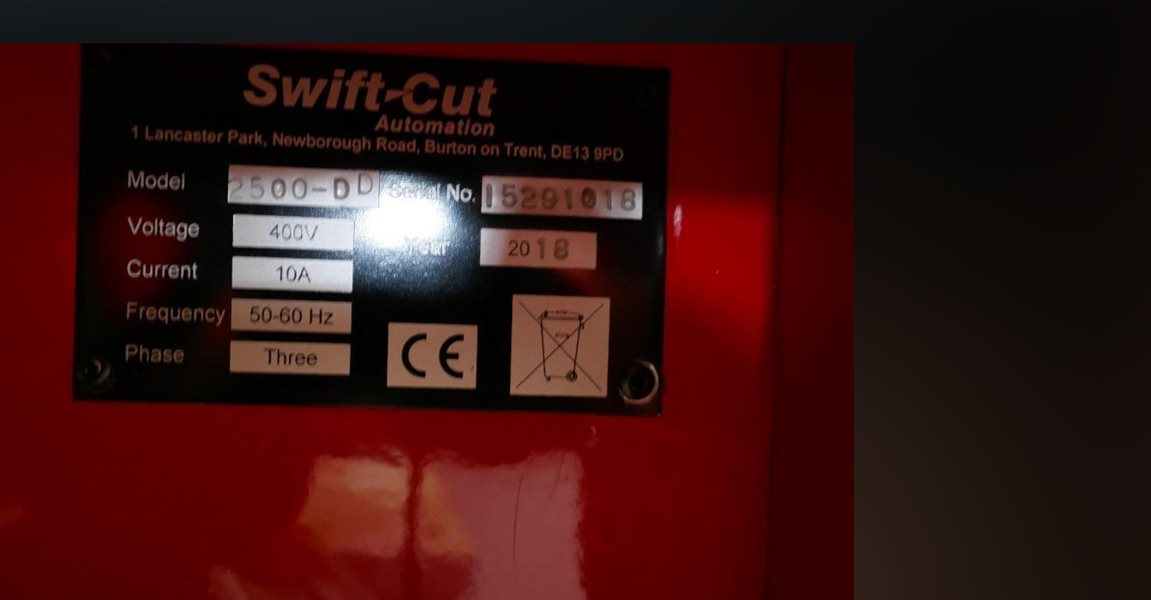 Swift-Cut
Automation
1 Lancaster Park, Newborough Road, Burton on Trent, DE13 9PD
Model 2500-DD Serial No. 15291018
Voltage 400V Year 2018
Current 10A
Frequency 50-60 Hz
Phase Three CE